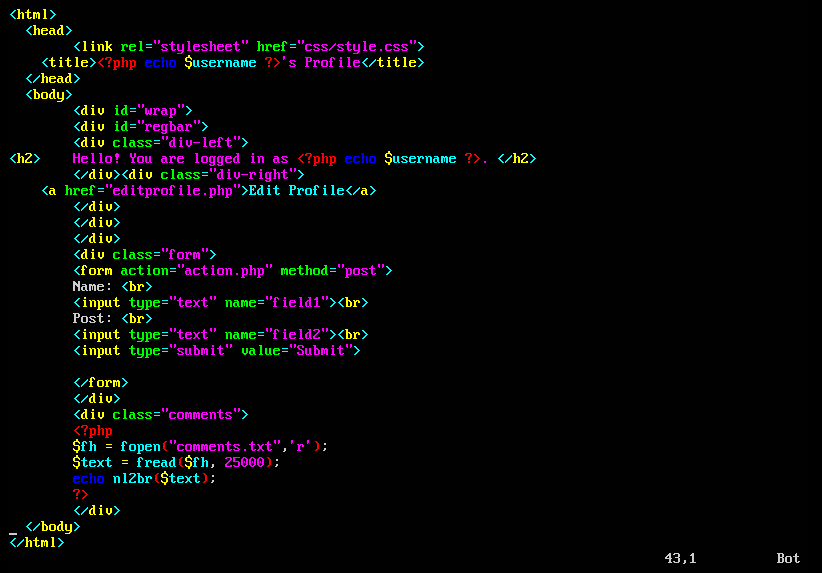 <html>
  <head>
        <link rel="stylesheet" href="css/style.css">
    <title><?php echo $username ?>'s Profile</title>
  </head>
  <body>
        <div id="wrap">
        <div id="regbar">
        <div class="div-left">
<h2>    Hello! You are logged in as <?php echo $username ?>. </h2>
        </div><div class="div-right">
    <a href="editprofile.php">Edit Profile</a>
        </div>
        </div>
        </div>
        <div class="form">
        <form action="action.php" method="post">
        Name: <br>
        <input type="text" name="field1"><br>
        Post: <br>
        <input type="text" name="field2"><br>
        <input type="submit" value="Submit">

        </form>
        </div>
        <div class="comments">
        <?php
        $fh = fopen("comments.txt",'r');
        $text = fread($fh, 25000);
        echo nl2br($text);
        ?>
        </div>
  </body>
</html>
43,1          Bot